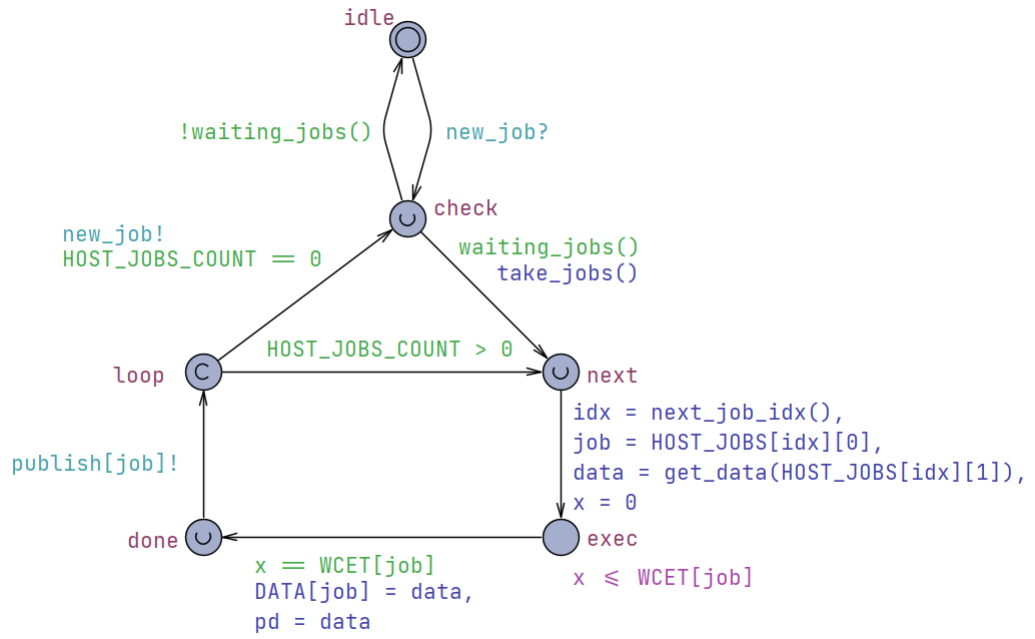 idle
!waiting_jobs()
new_job?
check
new_job!
HOST_JOBS_COUNT == 0
waiting_jobs()
take_jobs()
HOST_JOBS_COUNT > 0
loop
C
next
idx = next_job_idx(),
job = HOST_JOBS[idx][0],
data = get_data(HOST_JOBS[idx][1]),
x = 0
publish[job]!
done
exec
x == WCET[job]
DATA[job] = data,
pd = data
x ⩽ WCET[job]